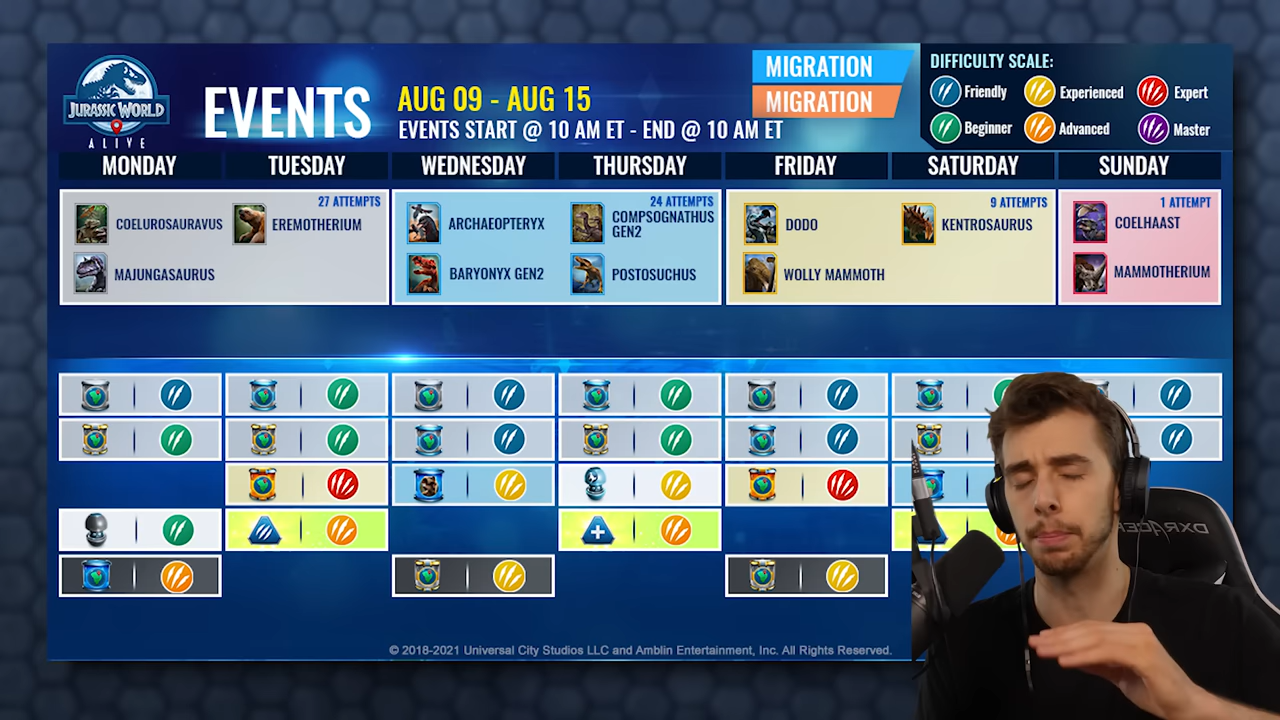 JURASSIC WORLD
ALIVE
EVENTS
AUG 09 - AUG 15
EVENTS START @ 10 AM ET - END @ 10 AM ET
MIGRATION
MIGRATION
DIFFICULTY SCALE:
Friendly
Experienced
Expert
Beginner
Advanced
Master
MONDAY
TUESDAY
WEDNESDAY
THURSDAY
FRIDAY
SATURDAY
SUNDAY
27 ATTEMPTS
COELUROSAURAVUS
EREMOTHERIUM
MAJUNGASAURUS
24 ATTEMPTS
ARCHAEOPTERYX
COMPSOGNATHUS
GEN2
BARYONYX GEN2
POSTOSUCHUS
9 ATTEMPTS
DODO
KENTROSAURUS
WOLLY MAMMOTH
1 ATTEMPT
COELHAAST
MAMMOTHERIUM
© 2018-2021 Universal City Studios LLC and Amblin Entertainment, Inc. All Rights Reserved.
DXRACER